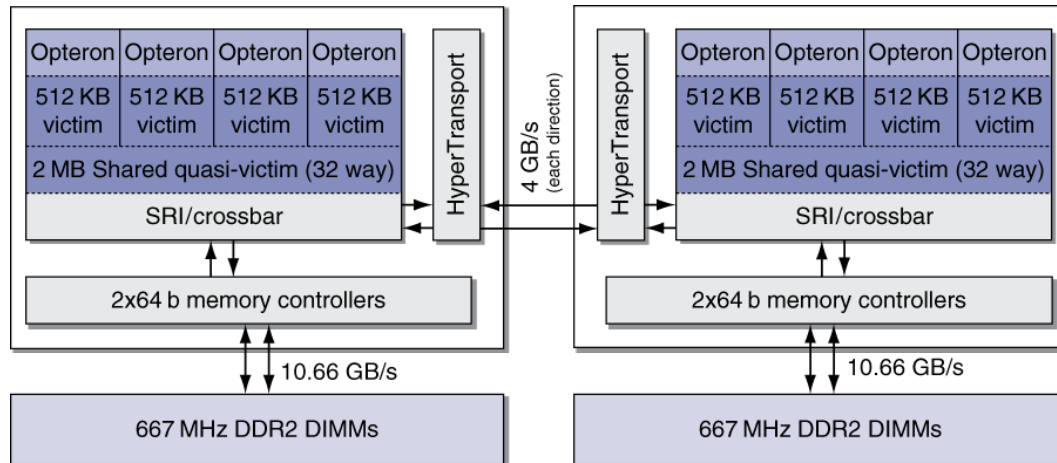 Opteron Opteron Opteron Opteron
512 KB 512 KB 512 KB 512 KB
victim victim victim victim
2 MB Shared quasi-victim (32 way)
SRI/crossbar
HyperTransport
2x64 b memory controllers
10.66 GB/s
667 MHz DDR2 DIMMs
4 GB/s
(each direction)
HyperTransport
Opteron Opteron Opteron Opteron
512 KB 512 KB 512 KB 512 KB
victim victim victim victim
2 MB Shared quasi-victim (32 way)
SRI/crossbar
2x64 b memory controllers
10.66 GB/s
667 MHz DDR2 DIMMs